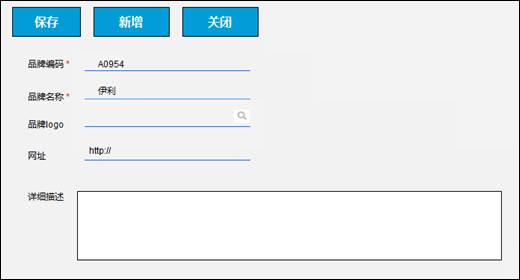 保存 新增 关闭
品牌编码 * A0954
品牌名称 * 伊利
品牌logo
网址 http://
详细描述